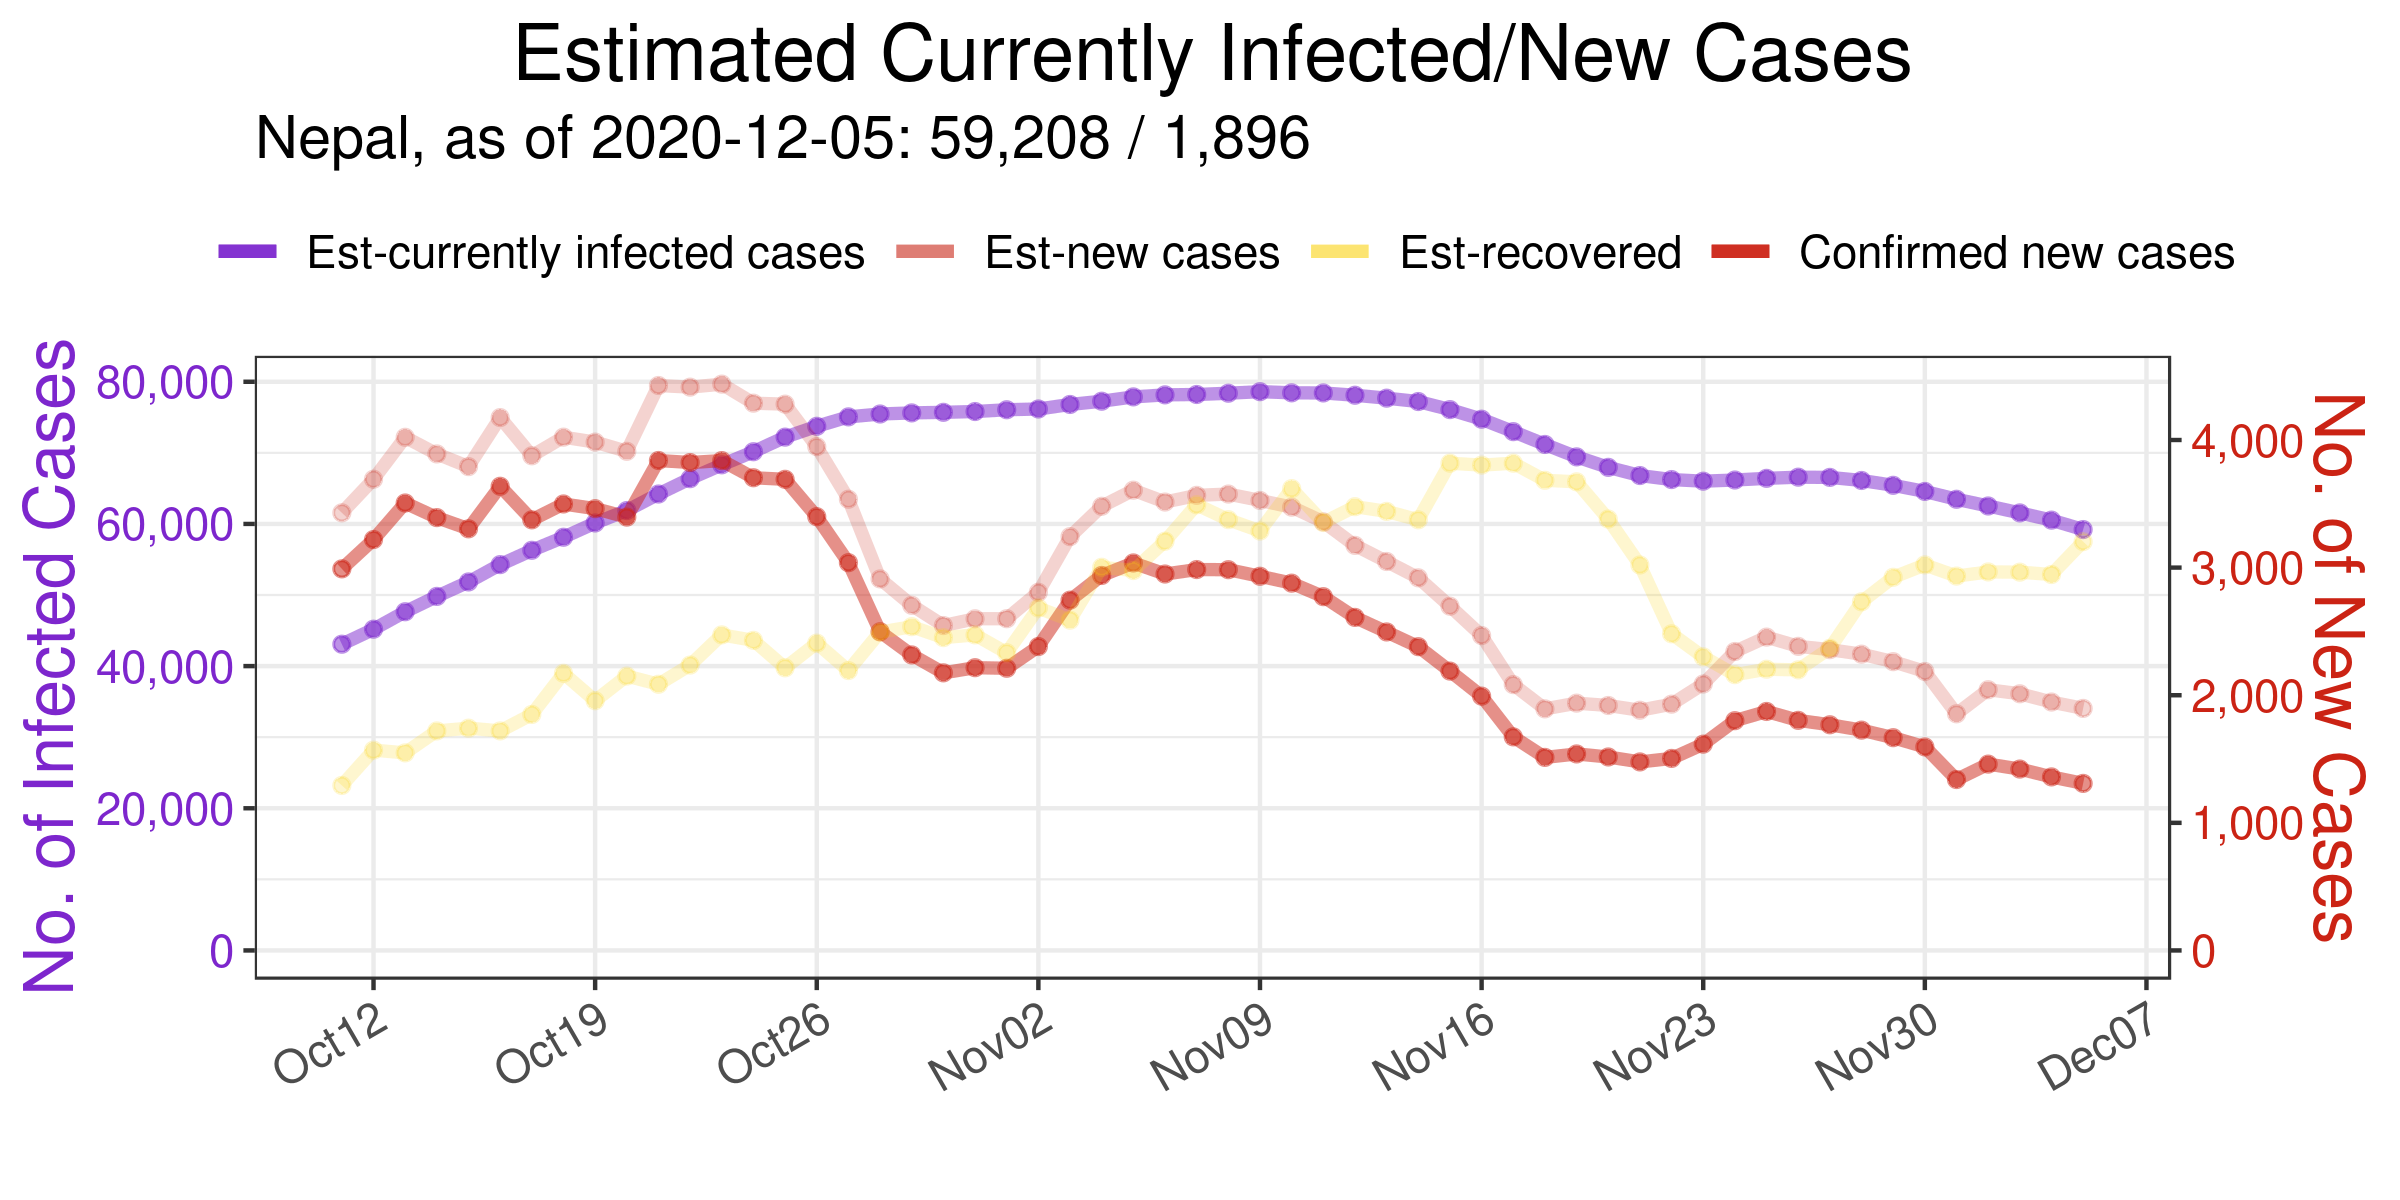 Estimated Currently Infected/New Cases
Nepal, as of 2020-12-05: 59,208 / 1,896
Est-currently infected cases Est-new cases Est-recovered Confirmed new cases
No. of Infected Cases
80,000
60,000
40,000
20,000
0
4,000
3,000
2,000
1,000
0
No. of New Cases
Oct12 Oct19 Oct26 Nov02 Nov09 Nov16 Nov23 Nov30 Dec07